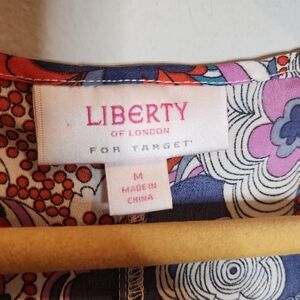 LIBERTY
OF LONDON
FOR TARGET
M
MADE IN
CHINA